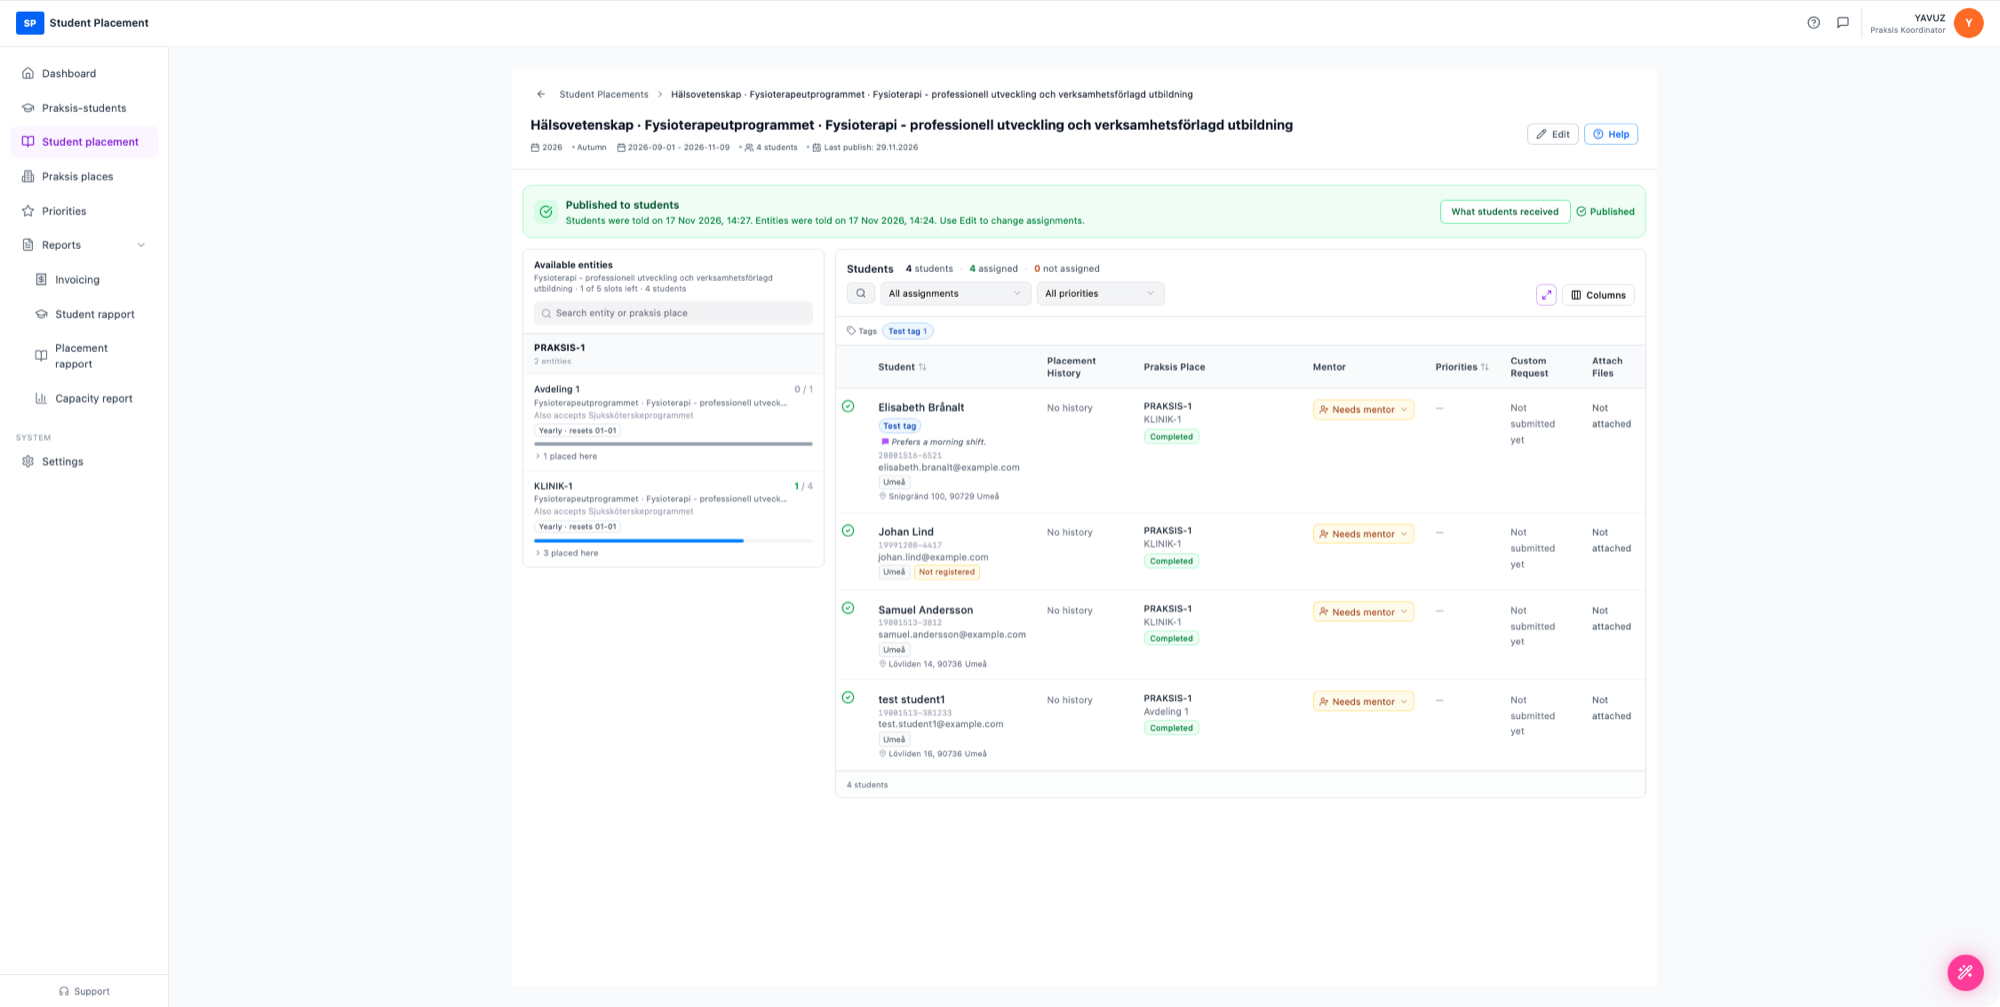 SP Student Placement
YAVUZ
Praksis Koordinator
Y
Dashboard
Praksis-students
Student placement
Praksis places
Priorities
Reports
Invoicing
Student rapport
Placement
rapport
Capacity report
SYSTEM
Settings
Support
Student Placements > Hälsovetenskap · Fysioterapeutprogrammet · Fysioterapi - professionell utveckling och verksamhetsförlagd utbildning
Hälsovetenskap · Fysioterapeutprogrammet · Fysioterapi - professionell utveckling och verksamhetsförlagd utbildning
2026 • Autumn 2026-09-01 - 2026-11-09 • 4 students • Last publish: 29.11.2026
Edit
Help
Published to students
Students were told on 17 Nov 2026, 14:27. Entities were told on 17 Nov 2026, 14:24. Use Edit to change assignments.
What students received
Published
Available entities
Fysioterapi - professionell utveckling och verksamhetsförlagd
utbildning · 1 of 5 slots left · 4 students
Search entity or praksis place
PRAKSIS-1
2 entities
Avdeling 1 0 / 1
Fysioterapeutprogrammet · Fysioterapi - professionell utveck...
Also accepts Sjuksköterskeprogrammet
Yearly · resets 01-01
> 1 placed here
KLINIK-1 1 / 4
Fysioterapeutprogrammet · Fysioterapi - professionell utveck...
Also accepts Sjuksköterskeprogrammet
Yearly · resets 01-01
> 3 placed here
Students 4 students · 4 assigned · 0 not assigned
All assignments
All priorities
Columns
Tags Test tag 1
Student
Placement
History
Praksis Place
Mentor
Priorities
Custom
Request
Attach
Files
Elisabeth Brånalt
Test tag
Prefers a morning shift.
20001516-6521
elisabeth.branalt@example.com
Umeå
Snipgränd 100, 90729 Umeå
No history
PRAKSIS-1
KLINIK-1
Completed
Needs mentor
—
Not
submitted
yet
Not
attached
Johan Lind
19991208-4417
johan.lind@example.com
Umeå Not registered
No history
PRAKSIS-1
KLINIK-1
Completed
Needs mentor
—
Not
submitted
yet
Not
attached
Samuel Andersson
19001513-3812
samuel.andersson@example.com
Umeå
Lövliden 14, 90736 Umeå
No history
PRAKSIS-1
KLINIK-1
Completed
Needs mentor
—
Not
submitted
yet
Not
attached
test student1
19001513-381233
test.student1@example.com
Umeå
Lövliden 16, 90736 Umeå
No history
PRAKSIS-1
Avdeling 1
Completed
Needs mentor
—
Not
submitted
yet
Not
attached
4 students